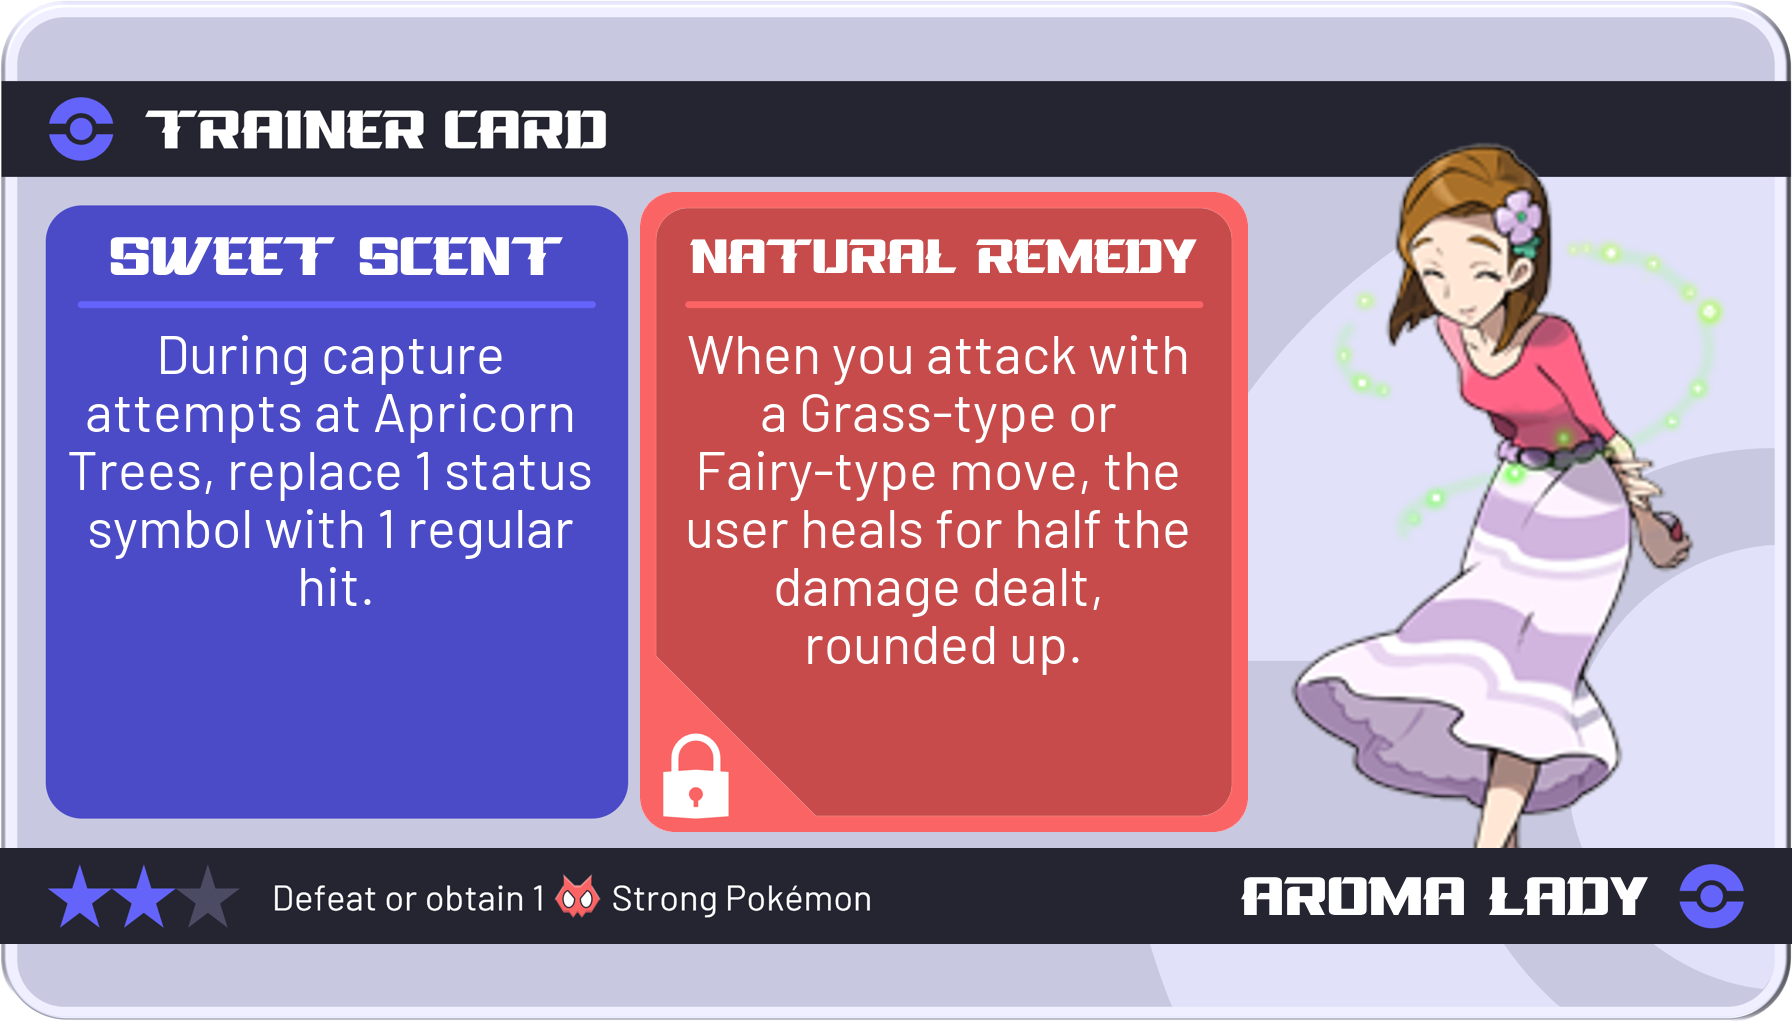 TRAINER CARD
SWEET SCENT
During capture
attempts at Apricorn
Trees, replace 1 status
symbol with 1 regular
hit.
NATURAL REMEDY
When you attack with
a Grass-type or
Fairy-type move, the
user heals for half the
damage dealt,
rounded up.
Defeat or obtain 1 Strong Pokémon
AROMA LADY